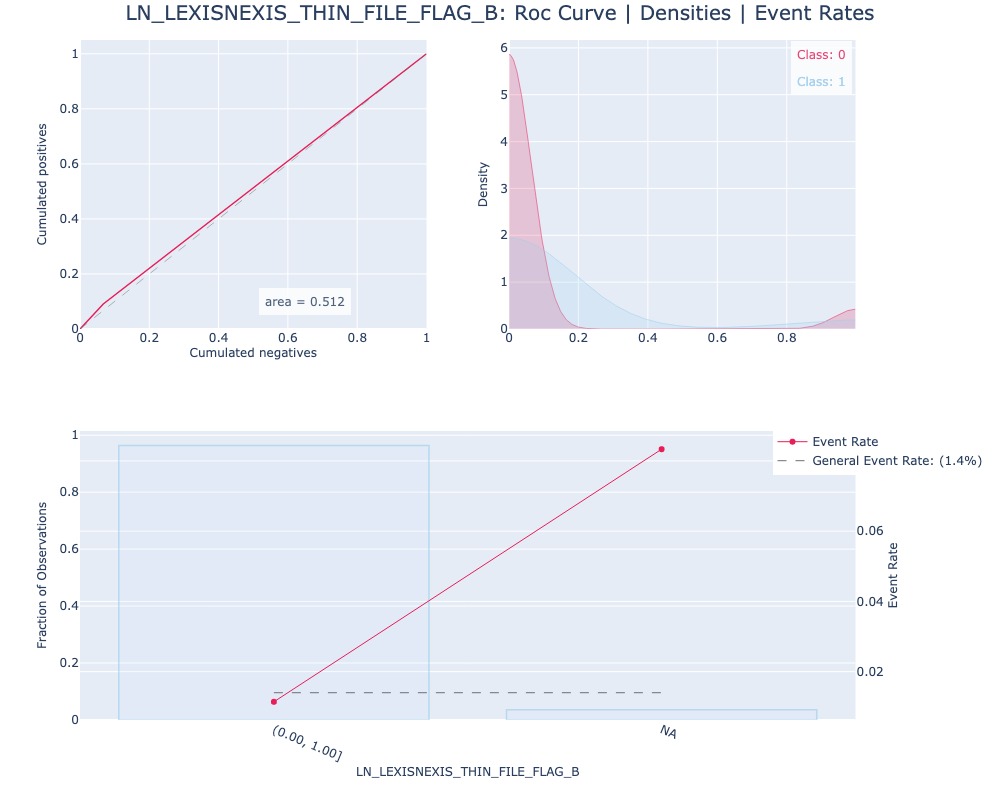 LN_LEXISNEXIS_THIN_FILE_FLAG_B: Roc Curve | Densities | Event Rates
1
0.8
0.6
0.4
0.2
0
0 0.2 0.4 0.6 0.8 1
Cumulated positives
Cumulated negatives
area = 0.512
6
5
4
3
2
1
0
0 0.2 0.4 0.6 0.8
Density
Class: 0
Class: 1
1
0.8
0.6
0.4
0.2
0
Fraction of Observations
Event Rate
General Event Rate: (1.4%)
0.06
0.04
0.02
Event Rate
(0.00, 1.00]
NA
LN_LEXISNEXIS_THIN_FILE_FLAG_B